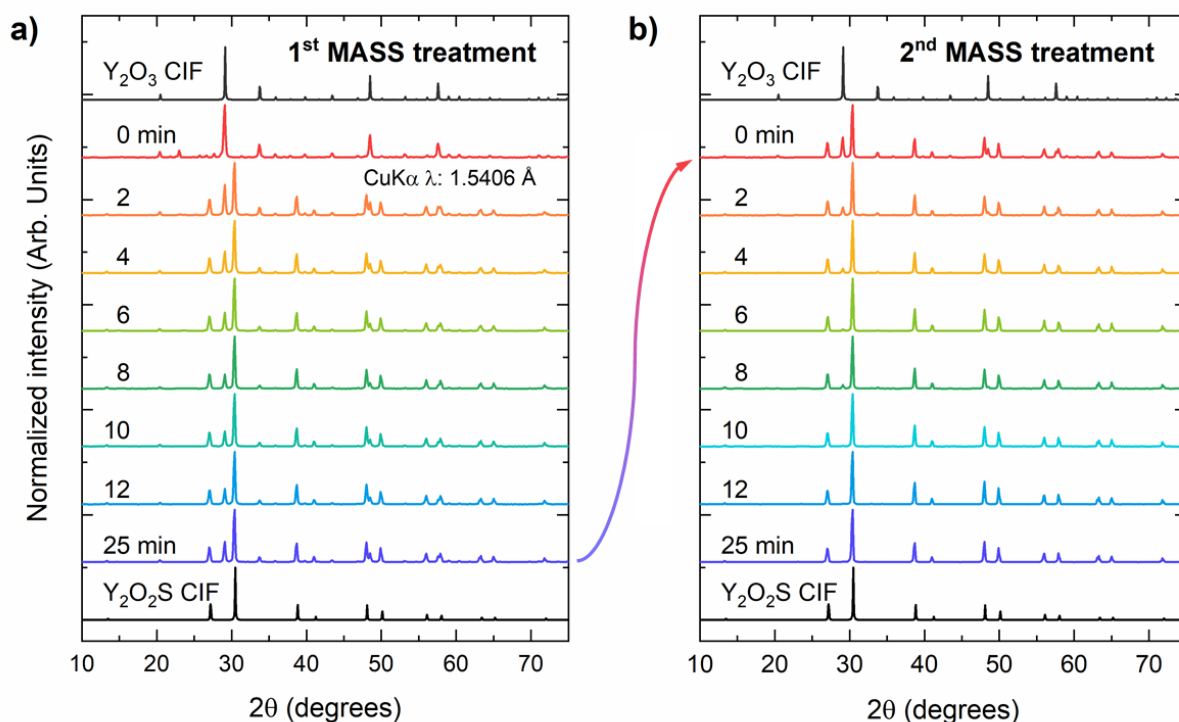 a)
1st MASS treatment
Y2O3 CIF
0 min
CuKα λ: 1.5406 Å
2
4
6
8
10
12
25 min
Y2O2S CIF
10 20 30 40 50 60 70
2θ (degrees)
Normalized intensity (Arb. Units)
b)
2nd MASS treatment
Y2O3 CIF
0 min
2
4
6
8
10
12
25 min
Y2O2S CIF
10 20 30 40 50 60 70
2θ (degrees)